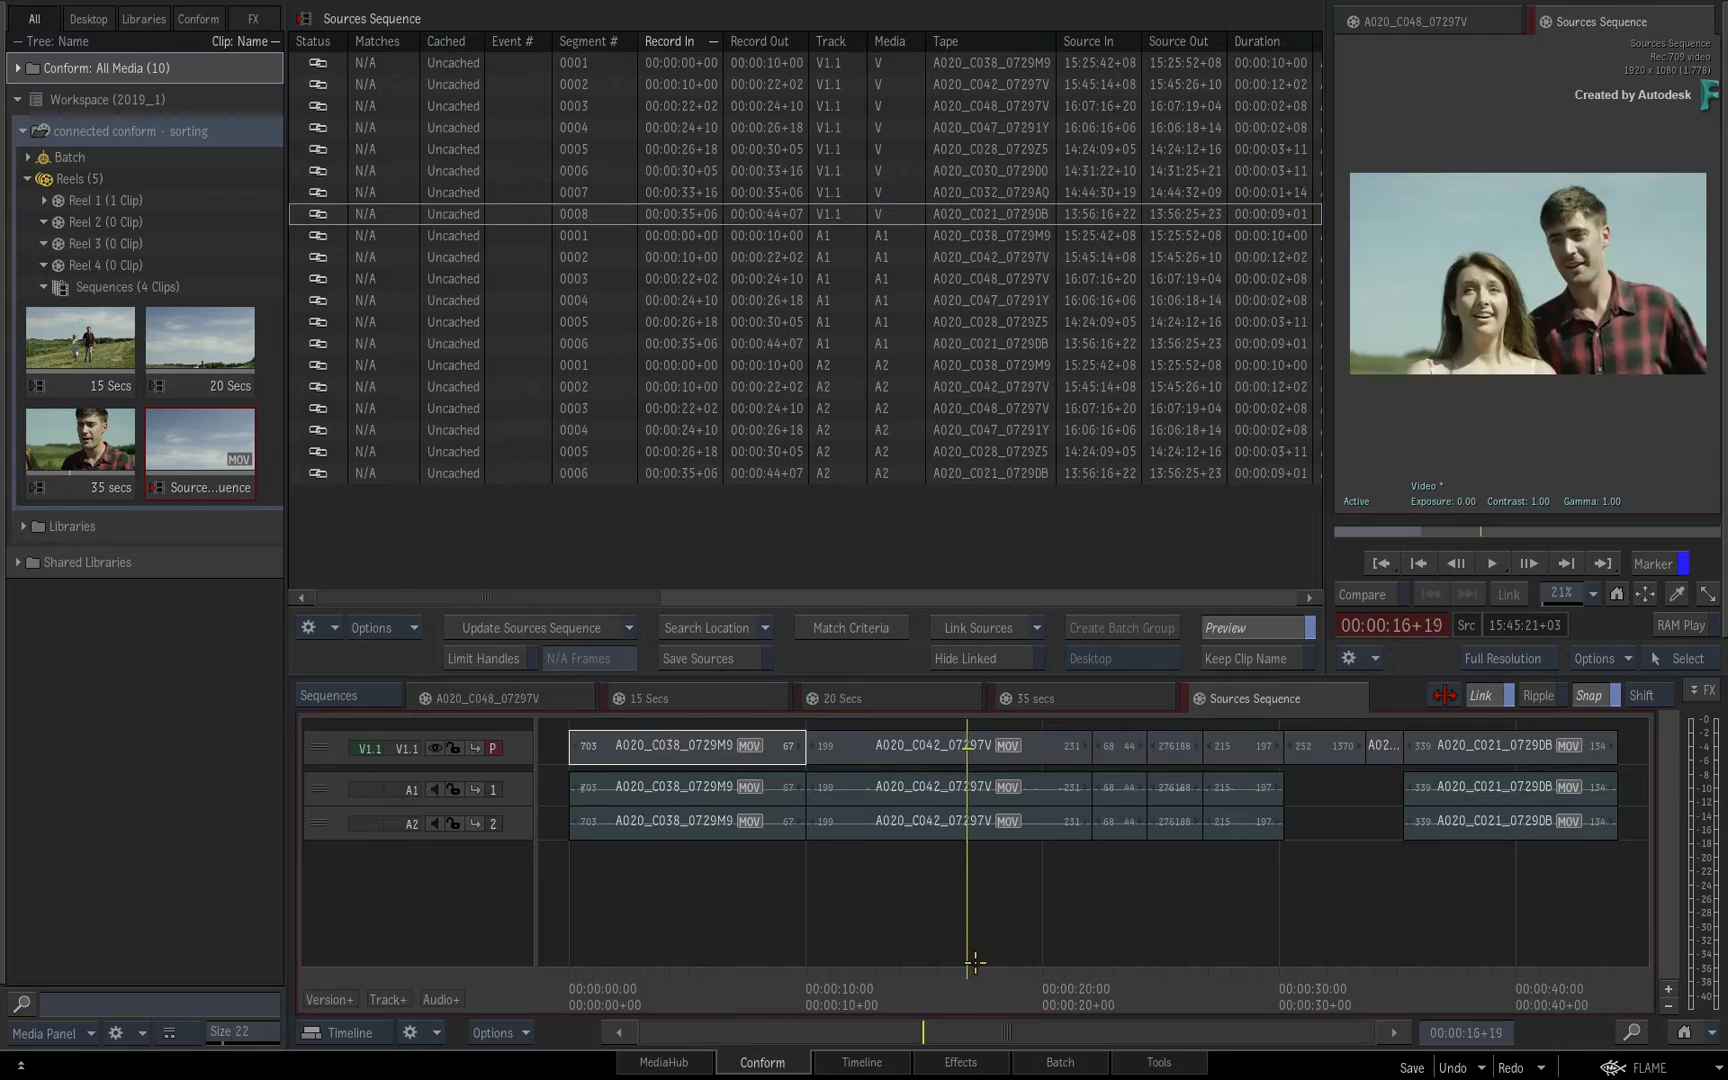 All Desktop Libraries Conform FX
Tree: Name Clip: Name
Conform: All Media (10)
Workspace (2019_1)
connected conform - sorting
Batch
Reels (5)
Reel 1 (1 Clip)
Reel 2 (0 Clip)
Reel 3 (0 Clip)
Reel 4 (0 Clip)
Sequences (4 Clips)
15 Secs 20 Secs
MOV
35 secs Source...uence
Libraries
Shared Libraries
Media Panel Size 22
Sources Sequence
Status Matches Cached Event # Segment # Record In Record Out Track Media Tape Source In Source Out Duration
N/A Uncached 0001 00:00:00+00 00:00:10+00 V1.1 V A020_C038_0729M9 15:25:42+08 15:25:52+08 00:00:10+00
N/A Uncached 0002 00:00:10+00 00:00:22+02 V1.1 V A020_C042_07297V 15:45:14+08 15:45:26+10 00:00:12+02
N/A Uncached 0003 00:00:22+02 00:00:24+10 V1.1 V A020_C048_07297V 16:07:16+20 16:07:19+04 00:00:02+08
N/A Uncached 0004 00:00:24+10 00:00:26+18 V1.1 V A020_C047_07291Y 16:06:16+06 16:06:18+14 00:00:02+08
N/A Uncached 0005 00:00:26+18 00:00:30+05 V1.1 V A020_C028_0729Z5 14:24:09+05 14:24:12+16 00:00:03+11
N/A Uncached 0006 00:00:30+05 00:00:33+16 V1.1 V A020_C030_0729D0 14:31:22+10 14:31:25+21 00:00:03+11
N/A Uncached 0007 00:00:33+16 00:00:35+06 V1.1 V A020_C032_0729AQ 14:44:30+19 14:44:32+09 00:00:01+14
N/A Uncached 0008 00:00:35+06 00:00:44+07 V1.1 V A020_C021_0729DB 13:56:16+22 13:56:25+23 00:00:09+01
N/A Uncached 0001 00:00:00+00 00:00:10+00 A1 A1 A020_C038_0729M9 15:25:42+08 15:25:52+08 00:00:10+00
N/A Uncached 0002 00:00:10+00 00:00:22+02 A1 A1 A020_C042_07297V 15:45:14+08 15:45:26+10 00:00:12+02
N/A Uncached 0003 00:00:22+02 00:00:24+10 A1 A1 A020_C048_07297V 16:07:16+20 16:07:19+04 00:00:02+08
N/A Uncached 0004 00:00:24+10 00:00:26+18 A1 A1 A020_C047_07291Y 16:06:16+06 16:06:18+14 00:00:02+08
N/A Uncached 0005 00:00:26+18 00:00:30+05 A1 A1 A020_C028_0729Z5 14:24:09+05 14:24:12+16 00:00:03+11
N/A Uncached 0006 00:00:35+06 00:00:44+07 A1 A1 A020_C021_0729DB 13:56:16+22 13:56:25+23 00:00:09+01
N/A Uncached 0001 00:00:00+00 00:00:10+00 A2 A2 A020_C038_0729M9 15:25:42+08 15:25:52+08 00:00:10+00
N/A Uncached 0002 00:00:10+00 00:00:22+02 A2 A2 A020_C042_07297V 15:45:14+08 15:45:26+10 00:00:12+02
N/A Uncached 0003 00:00:22+02 00:00:24+10 A2 A2 A020_C048_07297V 16:07:16+20 16:07:19+04 00:00:02+08
N/A Uncached 0004 00:00:24+10 00:00:26+18 A2 A2 A020_C047_07291Y 16:06:16+06 16:06:18+14 00:00:02+08
N/A Uncached 0005 00:00:26+18 00:00:30+05 A2 A2 A020_C028_0729Z5 14:24:09+05 14:24:12+16 00:00:03+11
N/A Uncached 0006 00:00:35+06 00:00:44+07 A2 A2 A020_C021_0729DB 13:56:16+22 13:56:25+23 00:00:09+01
Options Update Sources Sequence Search Location Match Criteria Link Sources Create Batch Group Preview
Limit Handles N/A Frames Save Sources Hide Linked Desktop Keep Clip Name
A020_C048_07297V Sources Sequence
Sources Sequence
Rec.709 video
1920 x 1080 (1.778)
Created by Autodesk
Video *
Active Exposure: 0.00 Contrast: 1.00 Gamma: 1.00
Marker
Compare Link 21%
00:00:16+19 Src 15:45:21+03 RAM Play
Full Resolution Options Select
Sequences A020_C048_07297V 15 Secs 20 Secs 35 secs Sources Sequence Link Ripple Snap Shift FX
V1.1 V1.1 P 703 A020_C038_0729M9 MOV 67 199 A020_C042_07297V MOV 231 68 44 276 188 215 197 252 1370 A02... 339 A020_C021_0729DB MOV 134
A1 1 703 A020_C038_0729M9 MOV 67 199 A020_C042_07297V MOV 231 68 44 276 188 215 197 339 A020_C021_0729DB MOV 134
A2 2 703 A020_C038_0729M9 MOV 67 199 A020_C042_07297V MOV 231 68 44 276 188 215 197 339 A020_C021_0729DB MOV 134
-0
-2
-4
-6
-8
-10
-12
-14
-16
-18
-20
-22
-24
-26
-28
-30
-32
-34
-36
-38
-40
00:00:00:00 00:00:10:00 00:00:20:00 00:00:30:00 00:00:40:00
Version+ Track+ Audio+ 00:00:00+00 00:00:10+00 00:00:20+00 00:00:30+00 00:00:40+00
Timeline Options 00:00:16+19
MediaHub Conform Timeline Effects Batch Tools
Save Undo Redo FLAME